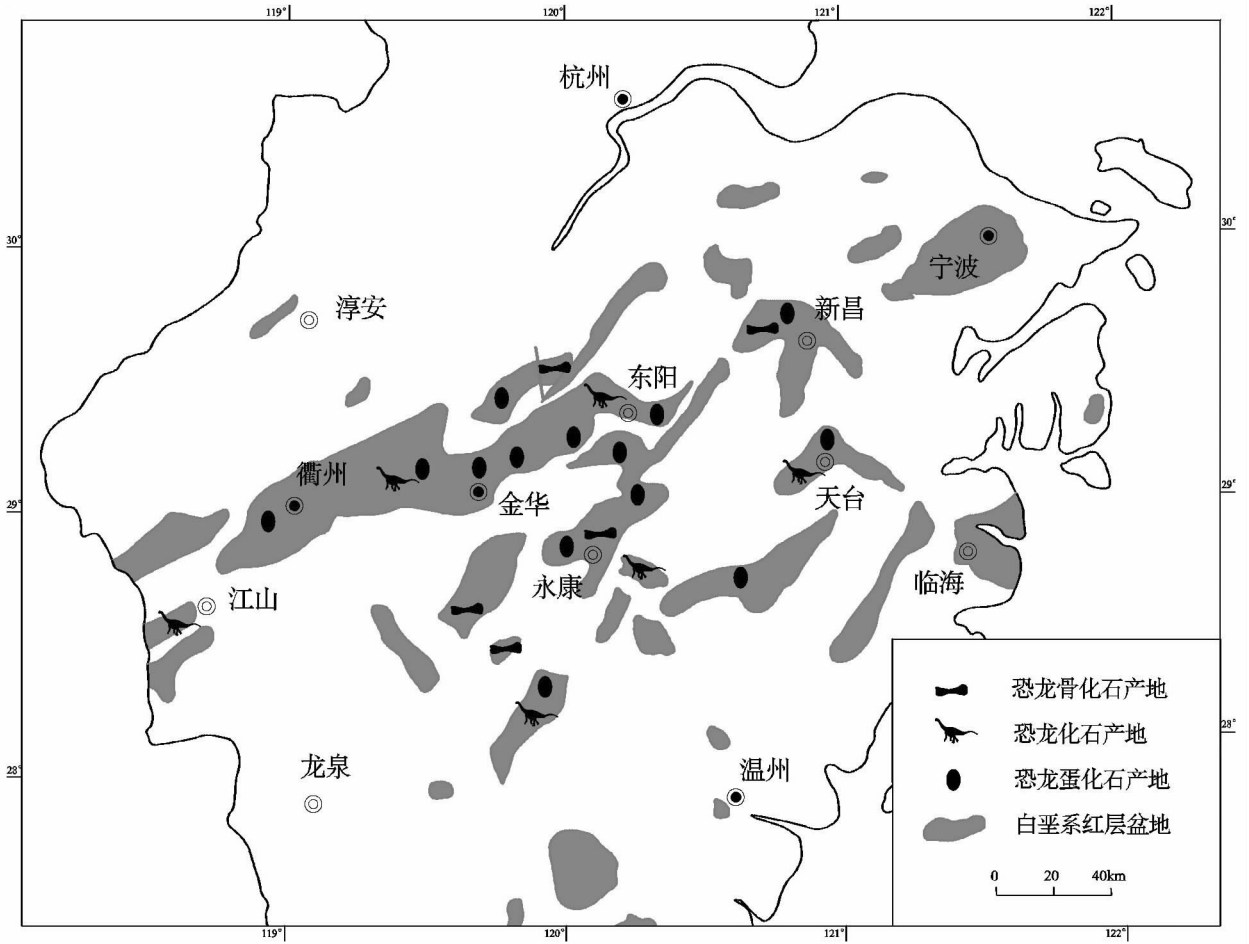 119°
120°
121°
122°
杭州
30°
30°
宁波
淳安
新昌
东阳
衢州
29°
29°
金华
天台
永康
临海
江山
恐龙骨化石产地
恐龙化石产地
28°
龙泉
温州
28°
恐龙蛋化石产地
白垩系红层盆地
0 20 40km
119°
120°
121°
122°